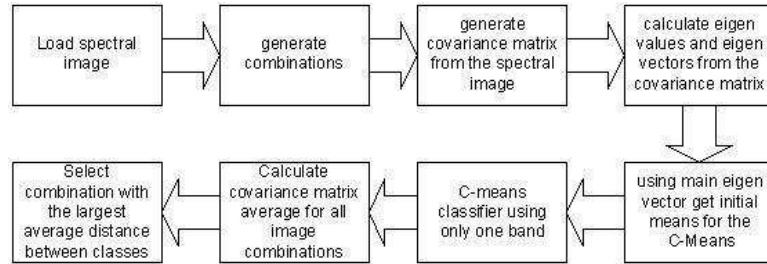 Load spectral
image
generate
combinations
generate
covariance matrix
from the spectral
image
calculate eigen
values and eigen
vectors from the
covariance matrix
using main eigen
vector get initial
means for the
C-Means
C-means
classifier using
only one band
Calculate
covariance matrix
average for all
image
combinations
Select
combination with
the largest
average distance
between classes